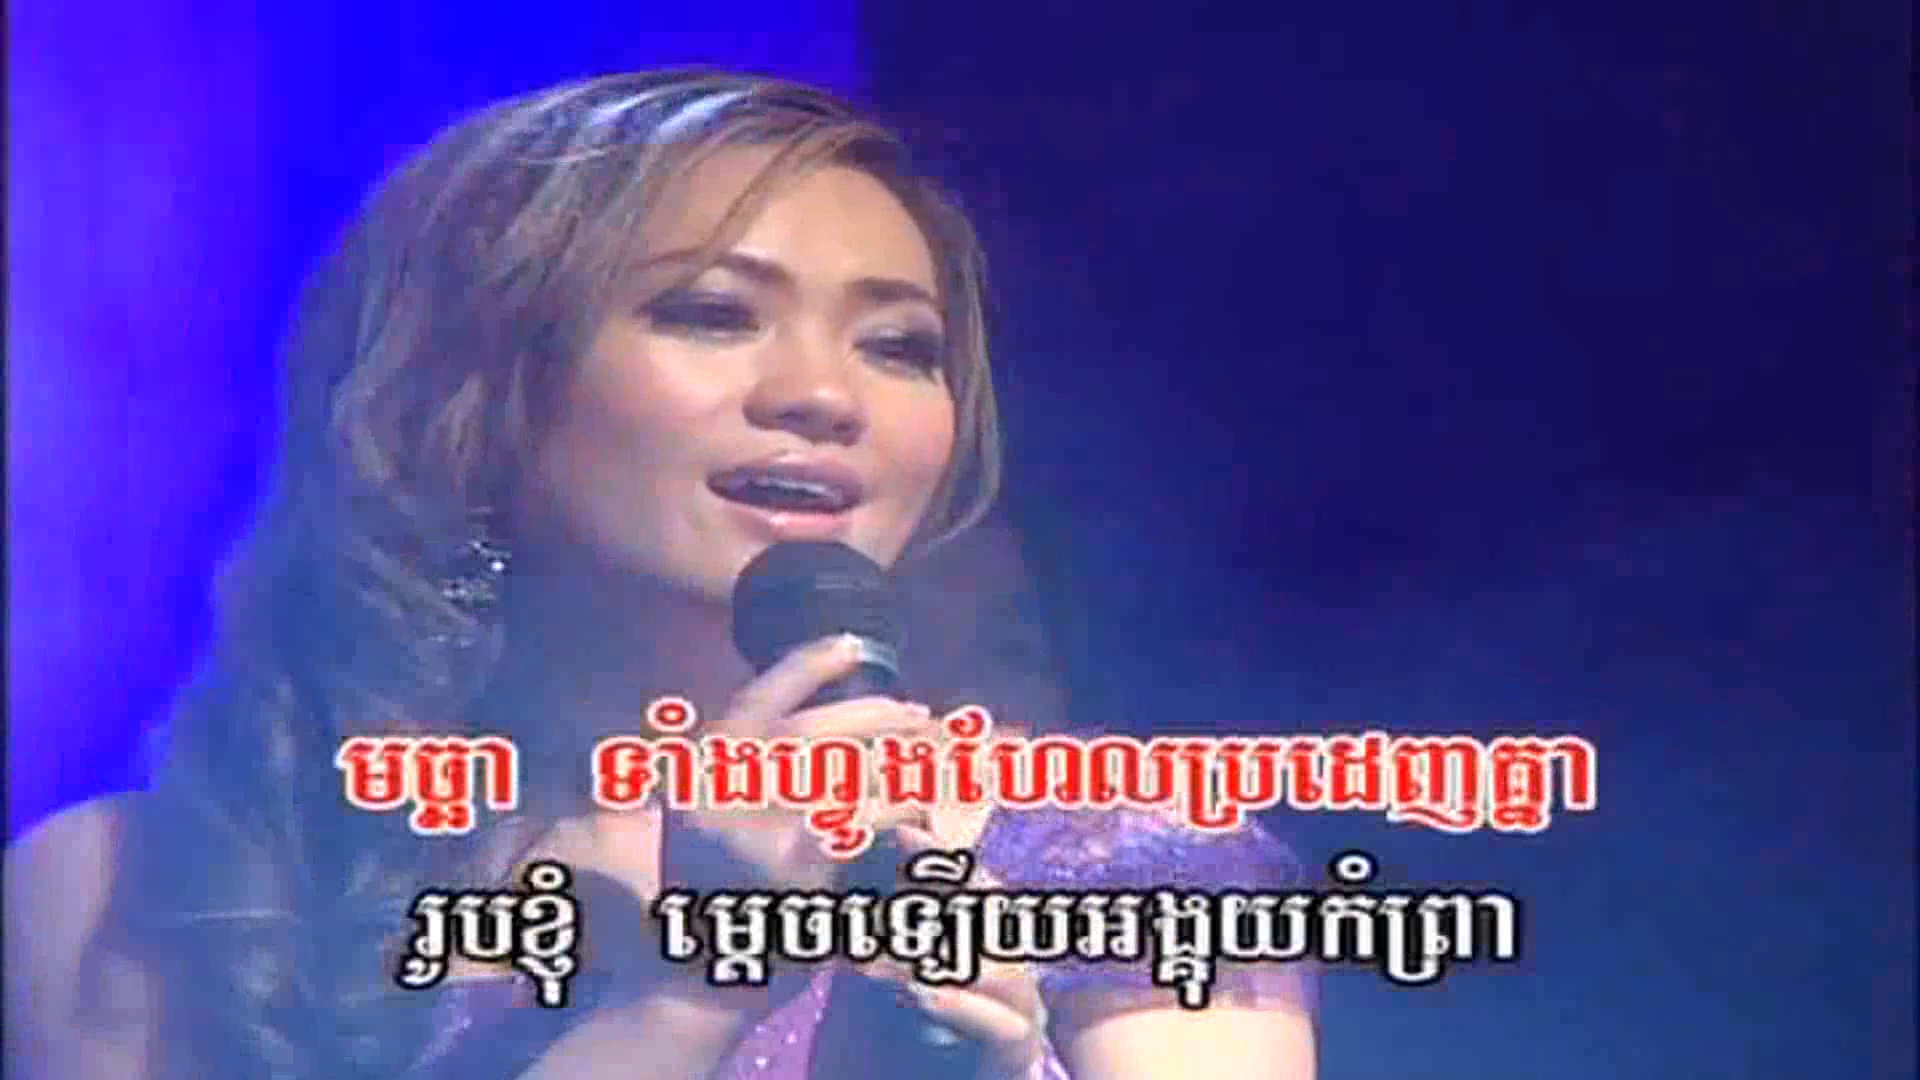 មច្ឆា ទាំងហ្វូងហែលប្រដេញគ្នា
រូបខ្ញុំ ម្តេចឡើយអង្គុយកំព្រា